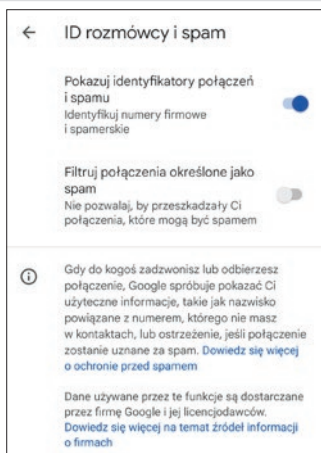 ID rozmówcy i spam
Pokazuj identyfikatory połączeń
i spamu
Identyfikuj numery firmowe
i spamerskie
Filtruj połączenia określone jako
spam
Nie pozwalaj, by przeszkadzały Ci
połączenia, które mogą być spamem
Gdy do kogoś zadzwonisz lub odbierzesz
połączenie, Google spróbuje pokazać Ci
użyteczne informacje, takie jak nazwisko
powiązane z numerem, którego nie masz
w kontaktach, lub ostrzeżenie, jeśli połączenie
zostanie uznane za spam. Dowiedz się więcej
o ochronie przed spamem
Dane używane przez te funkcje są dostarczane
przez firmę Google i jej licencjodawców.
Dowiedz się więcej na temat źródeł informacji
o firmach